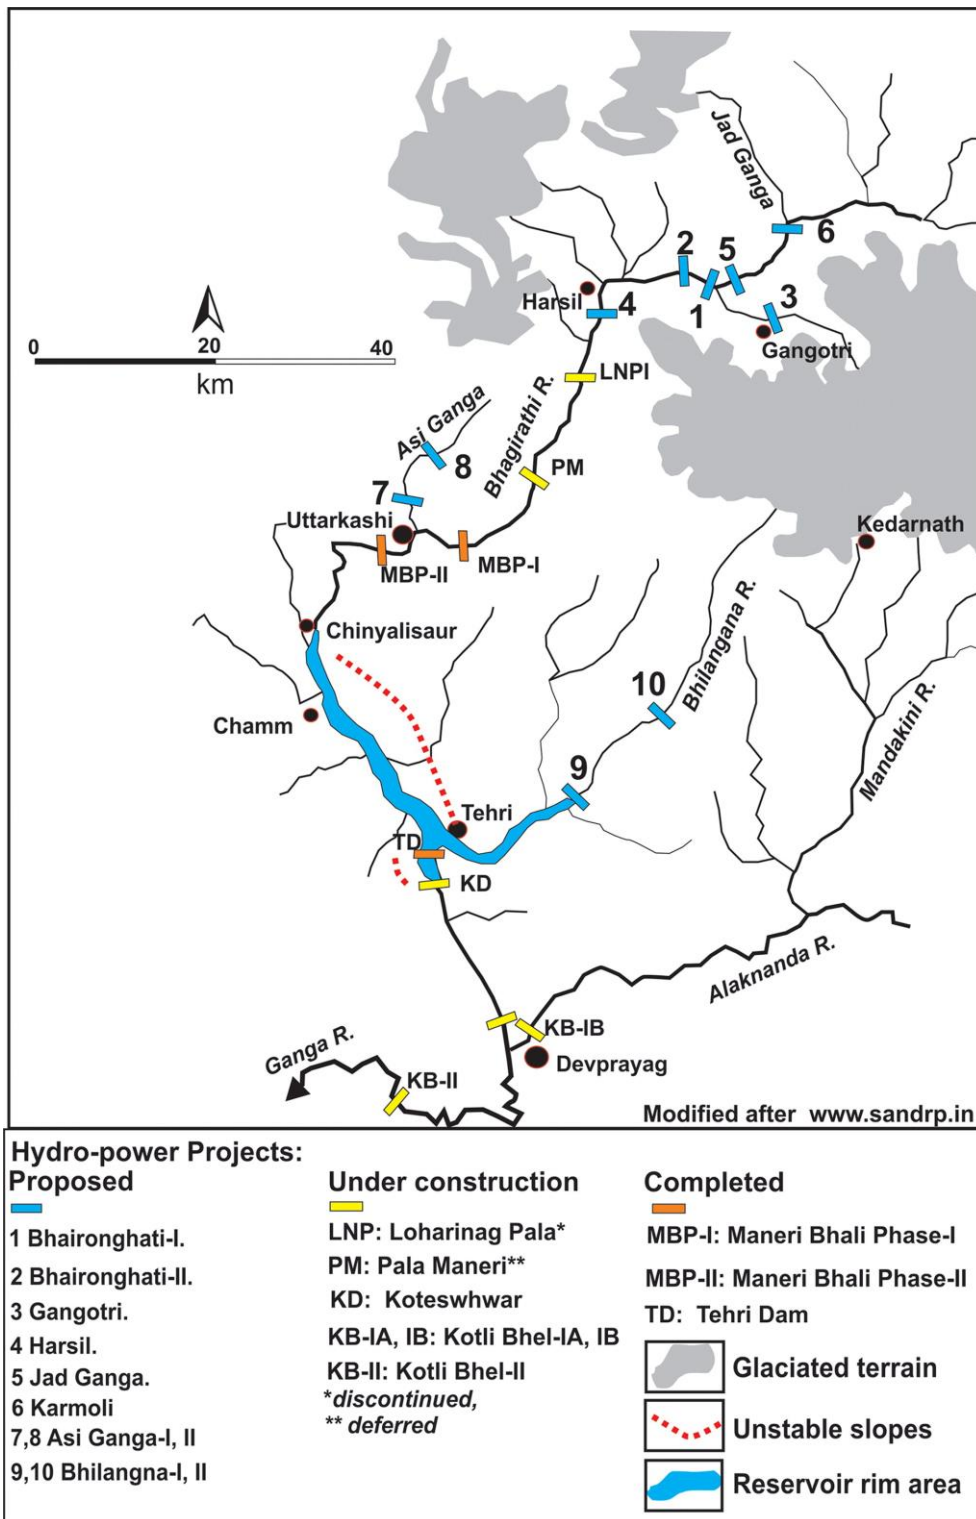 Jad Ganga
6
2
5
Harsil
4
1
3
Gangotri
0
20
40
km
LNPI
Bhagirathi R.
Asi Ganga
8
PM
7
Uttarkashi
Kedarnath
MBP-II
MBP-I
Chinyalisaur
Bhilangana R.
10
Chamm
Mandakini R.
9
Tehri
TD
KD
Alaknanda R.
KB-IB
Ganga R.
Devprayag
KB-II
Modified after www.sandrp.in
Hydro-power Projects:
Proposed
1 Bhaironghati-I.
2 Bhaironghati-II.
3 Gangotri.
4 Harsil.
5 Jad Ganga.
6 Karmoli
7,8 Asi Ganga-I, II
9,10 Bhilangna-I, II
Under construction
LNP: Loharinag Pala*
PM: Pala Maneri**
KD: Koteswhwar
KB-IA, IB: Kotli Bhel-IA, IB
KB-II: Kotli Bhel-II
*discontinued,
** deferred
Completed
MBP-I: Maneri Bhali Phase-I
MBP-II: Maneri Bhali Phase-II
TD: Tehri Dam
Glaciated terrain
Unstable slopes
Reservoir rim area